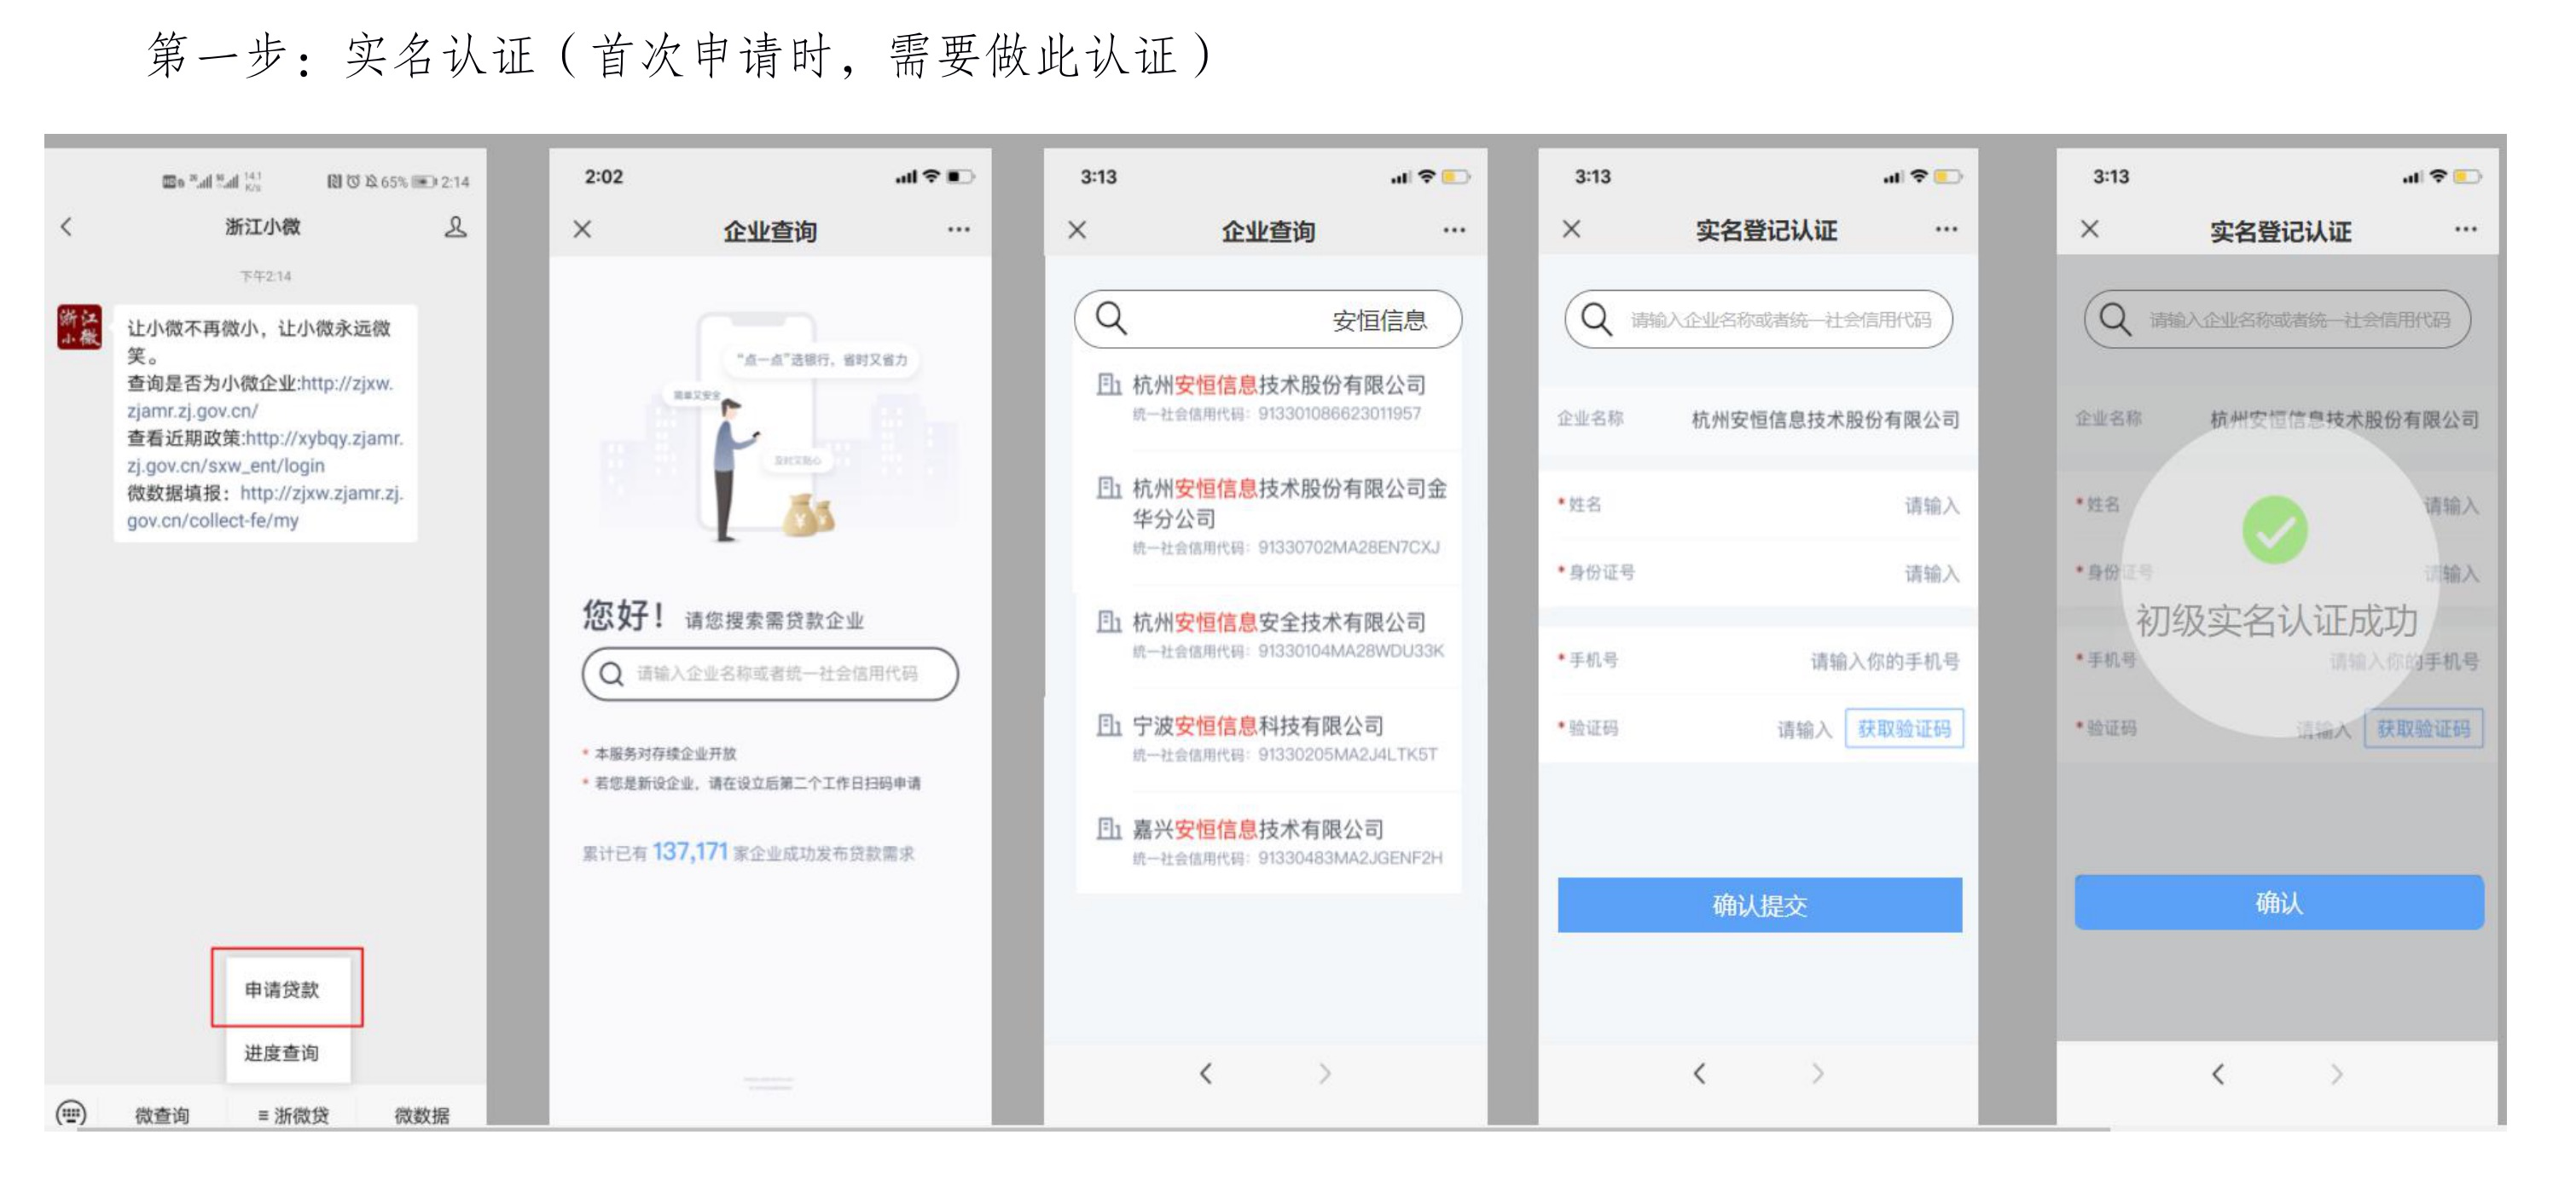 第一步：实名认证（首次申请时，需要做此认证）
14.1
K/s
65%
2:14
浙江小微
下午2:14
浙江
小微
让小微不再微小，让小微永远微
笑。
查询是否为小微企业:http://zjxw.
zjamr.zj.gov.cn/
查看近期政策:http://xybqy.zjamr.
zj.gov.cn/sxw_ent/login
微数据填报：http://zjxw.zjamr.zj.
gov.cn/collect-fe/my
申请贷款
进度查询
微查询
≡ 浙微贷
微数据
2:02
企业查询
“点一点”选银行，省时又省力
简单又安全
及时又贴心
您好！ 请您搜索需贷款企业
请输入企业名称或者统一社会信用代码
* 本服务对存续企业开放
* 若您是新设企业，请在设立后第二个工作日扫码申请
累计已有 137,171 家企业成功发布贷款需求
3:13
企业查询
安恒信息
杭州安恒信息技术股份有限公司
统一社会信用代码：913301086623011957
杭州安恒信息技术股份有限公司金
华分公司
统一社会信用代码：91330702MA28EN7CXJ
杭州安恒信息安全技术有限公司
统一社会信用代码：91330104MA28WDU33K
宁波安恒信息科技有限公司
统一社会信用代码：91330205MA2J4LTK5T
嘉兴安恒信息技术有限公司
统一社会信用代码：91330483MA2JGENF2H
3:13
实名登记认证
请输入企业名称或者统一社会信用代码
企业名称 杭州安恒信息技术股份有限公司
*姓名 请输入
*身份证号 请输入
*手机号 请输入你的手机号
*验证码 请输入 获取验证码
确认提交
3:13
实名登记认证
请输入企业名称或者统一社会信用代码
企业名称 杭州安恒信息技术股份有限公司
*姓名 请输入
*身份证号 请输入
初级实名认证成功
*手机号 请输入你的手机号
*验证码 请输入 获取验证码
确认